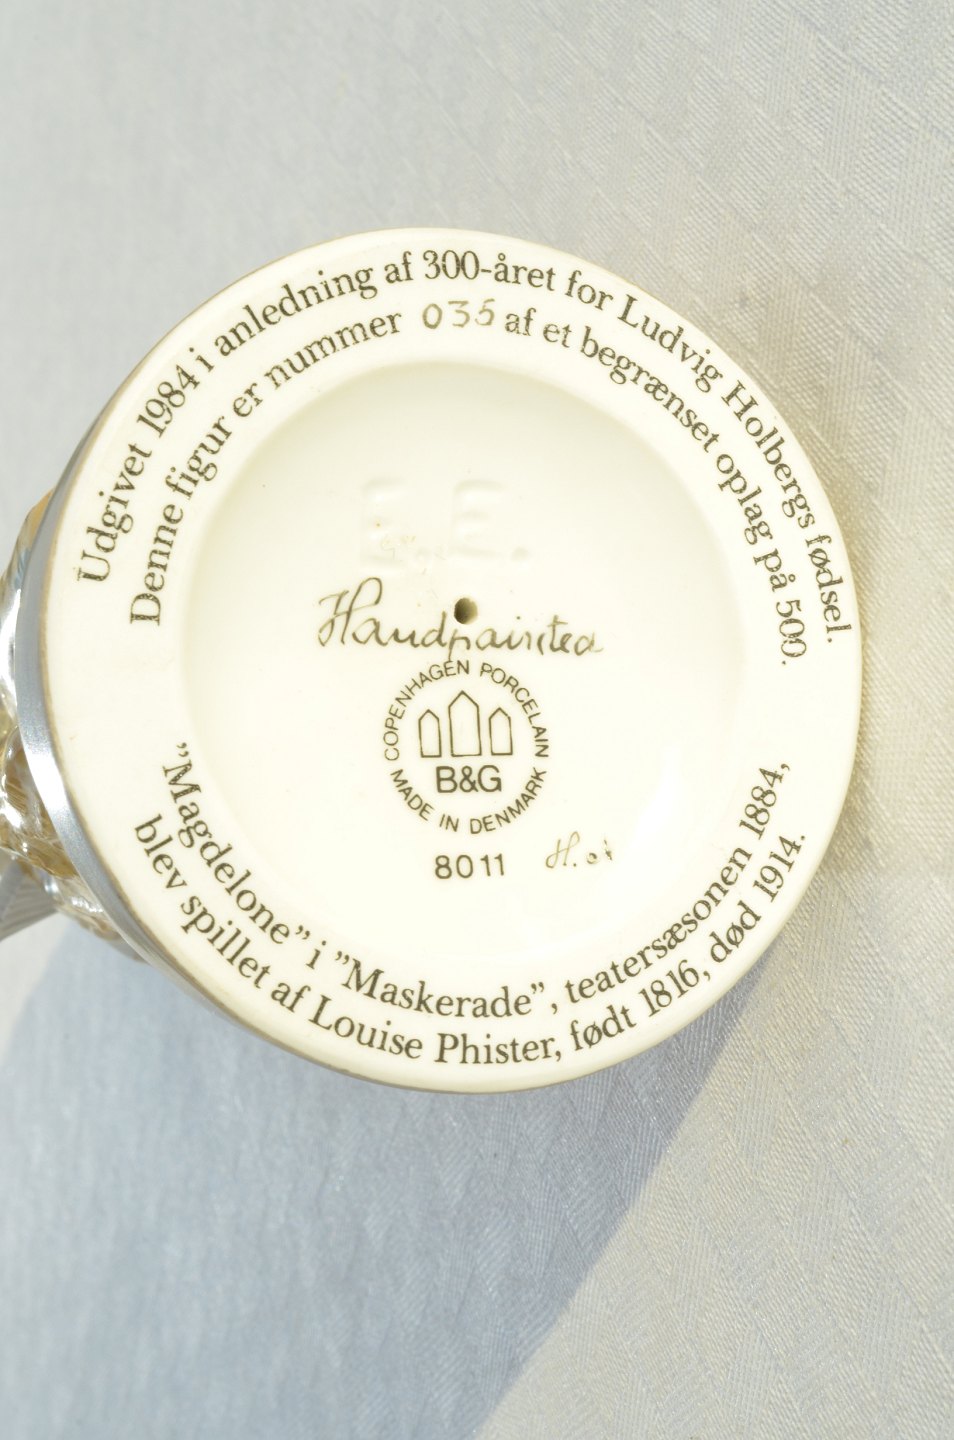 Udgivet 1984 i anledning af 300-året for Ludvig Holbergs fødsel.
Denne figur er nummer 035 af et begrænset oplag på 500.
E.E.
Handpainted
COPENHAGEN PORCELAIN
B&G
MADE IN DENMARK
8011
"Magdelone" i "Maskerade", teatersæsonen 1884,
blev spillet af Louise Phister, født 1816, død 1914.